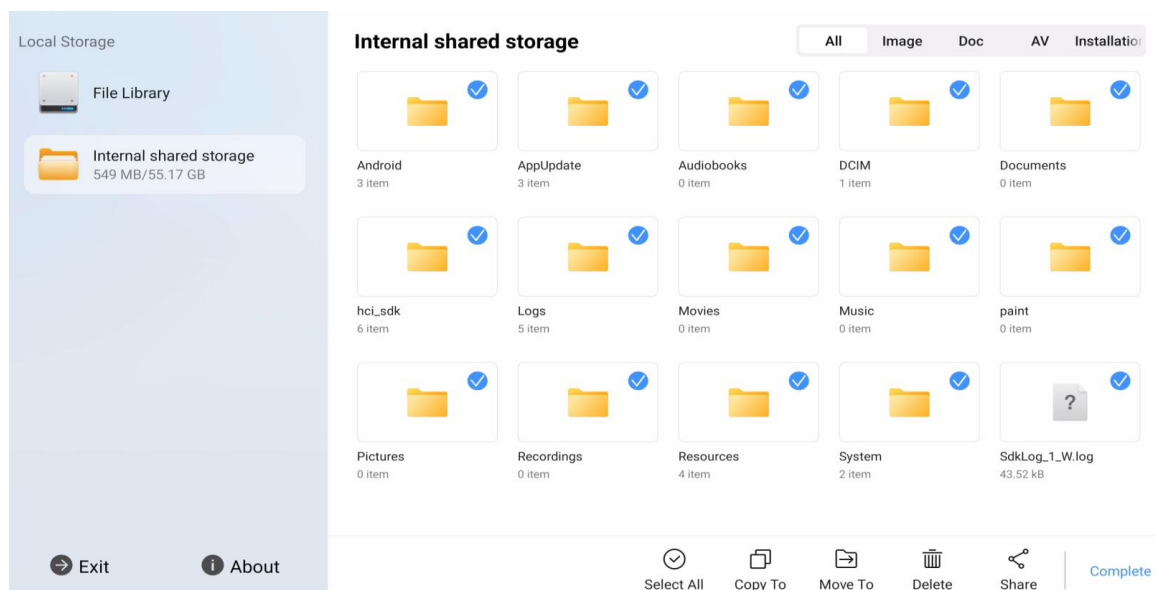 Local Storage
File Library
Internal shared storage
549 MB/55.17 GB
Exit
About
Internal shared storage
All
Image
Doc
AV
Installation
Android
3 item
AppUpdate
3 item
Audiobooks
0 item
DCIM
1 item
Documents
0 item
hci_sdk
6 item
Logs
5 item
Movies
0 item
Music
0 item
paint
0 item
Pictures
0 item
Recordings
0 item
Resources
4 item
System
2 item
?
SdkLog_1_W.log
43.52 kB
Select All
Copy To
Move To
Delete
Share
Complete